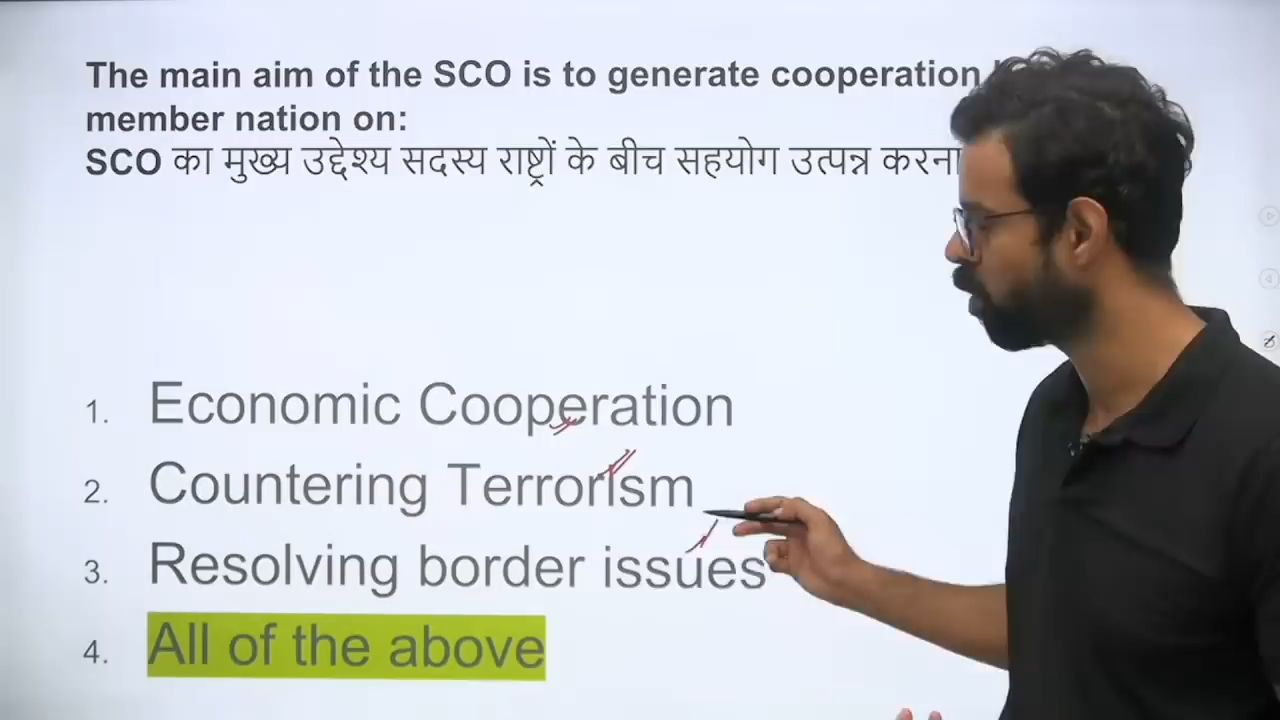 The main aim of the SCO is to generate cooperation
member nation on:
SCO का मुख्य उद्देश्य सदस्य राष्ट्रों के बीच सहयोग उत्पन्न करना
1. Economic Cooperation
2. Countering Terrorism
3. Resolving border issues
4. All of the above